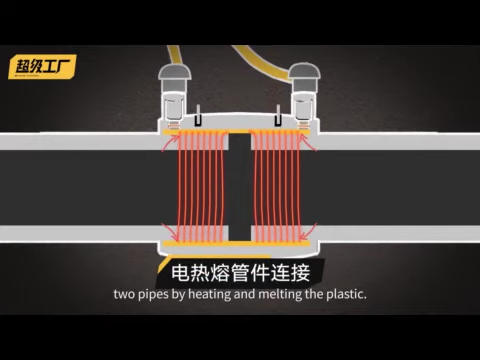 超级工厂
电热熔管件连接
two pipes by heating and melting the plastic.